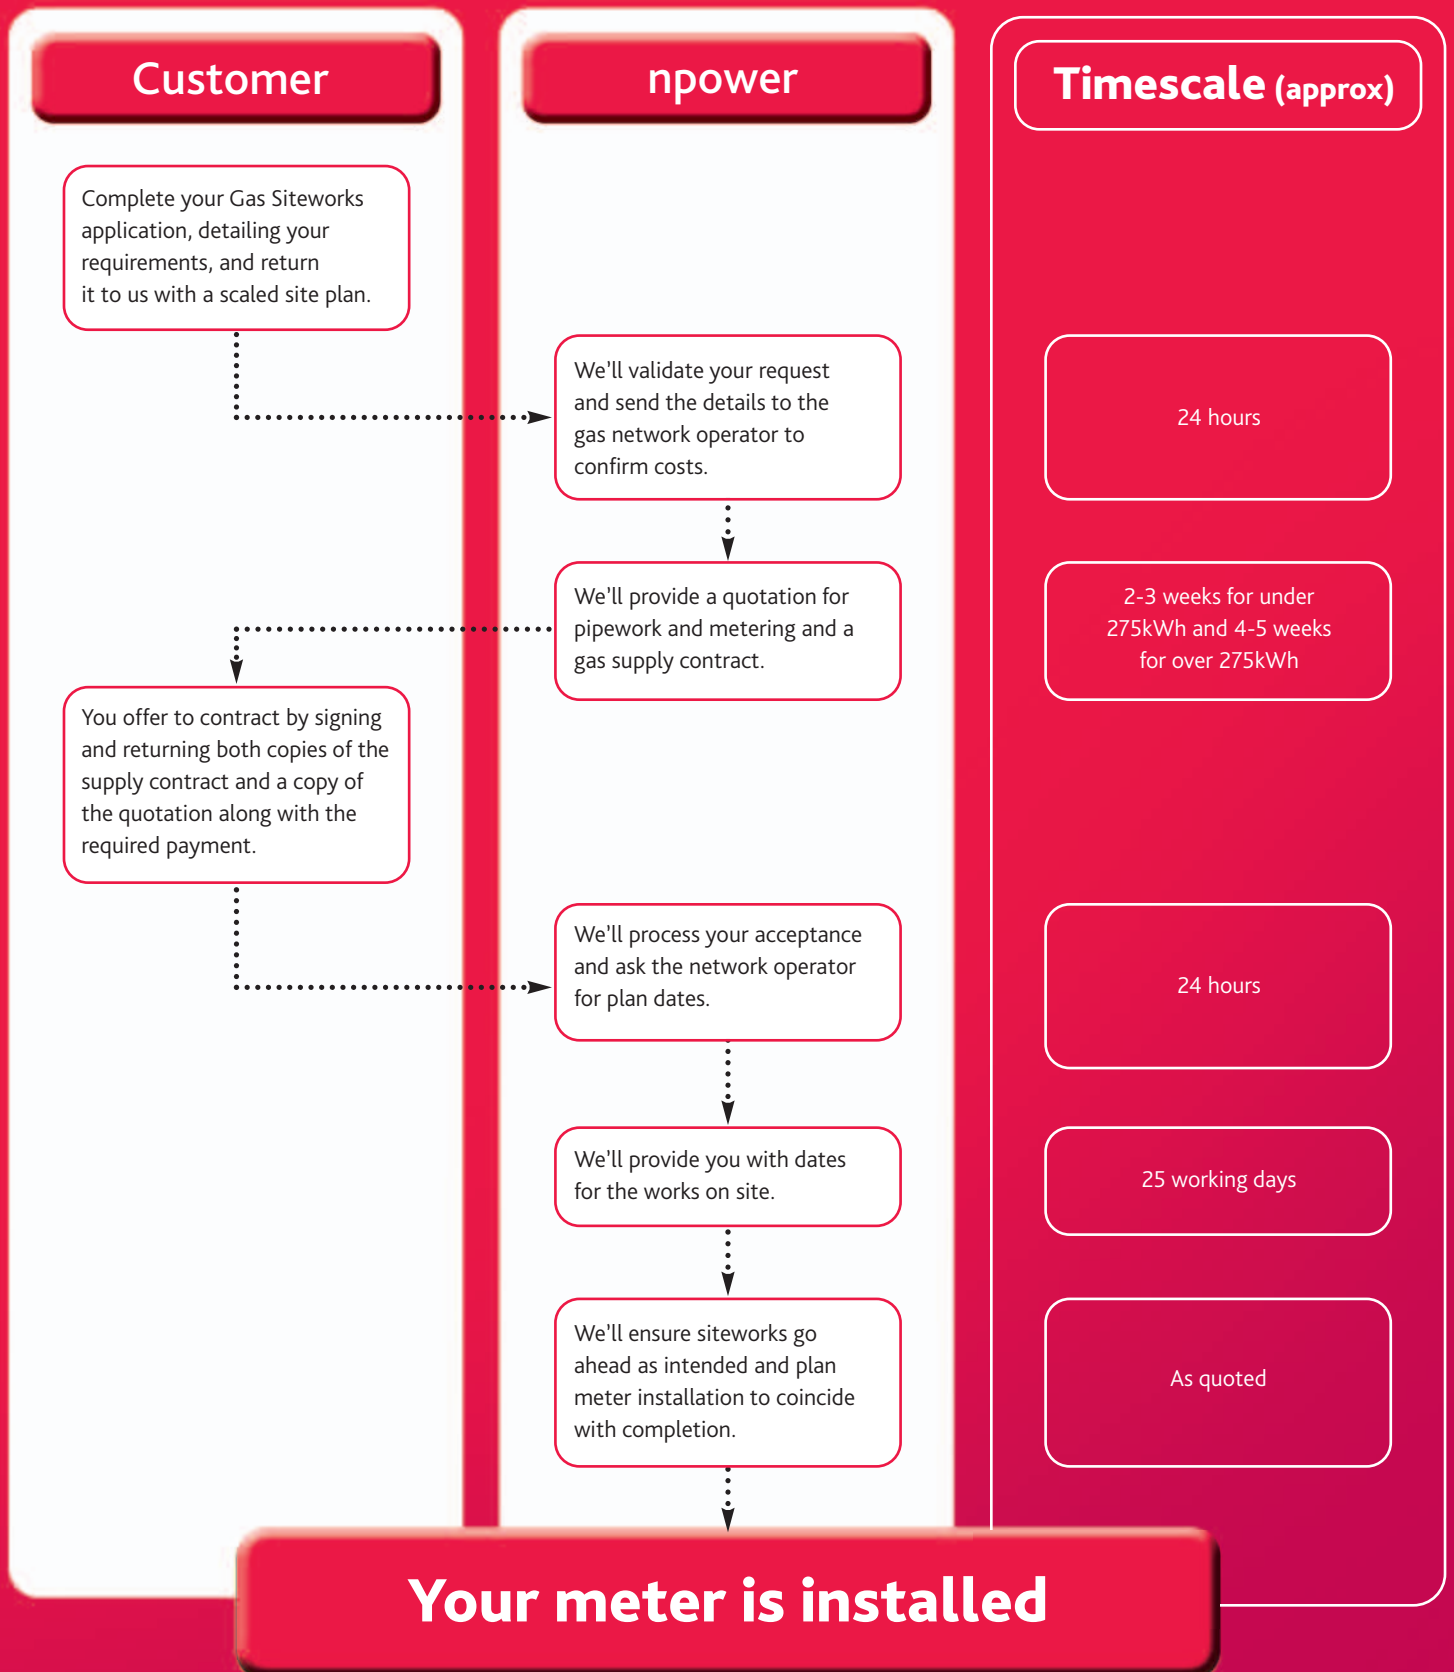 Customer
npower
Timescale (approx)
Complete your Gas Siteworks
application, detailing your
requirements, and return
it to us with a scaled site plan.
We'll validate your request
and send the details to the
gas network operator to
confirm costs.
24 hours
We'll provide a quotation for
pipework and metering and a
gas supply contract.
2-3 weeks for under
275kWh and 4-5 weeks
for over 275kWh
You offer to contract by signing
and returning both copies of the
supply contract and a copy of
the quotation along with the
required payment.
We'll process your acceptance
and ask the network operator
for plan dates.
24 hours
We'll provide you with dates
for the works on site.
25 working days
We'll ensure siteworks go
ahead as intended and plan
meter installation to coincide
with completion.
As quoted
Your meter is installed